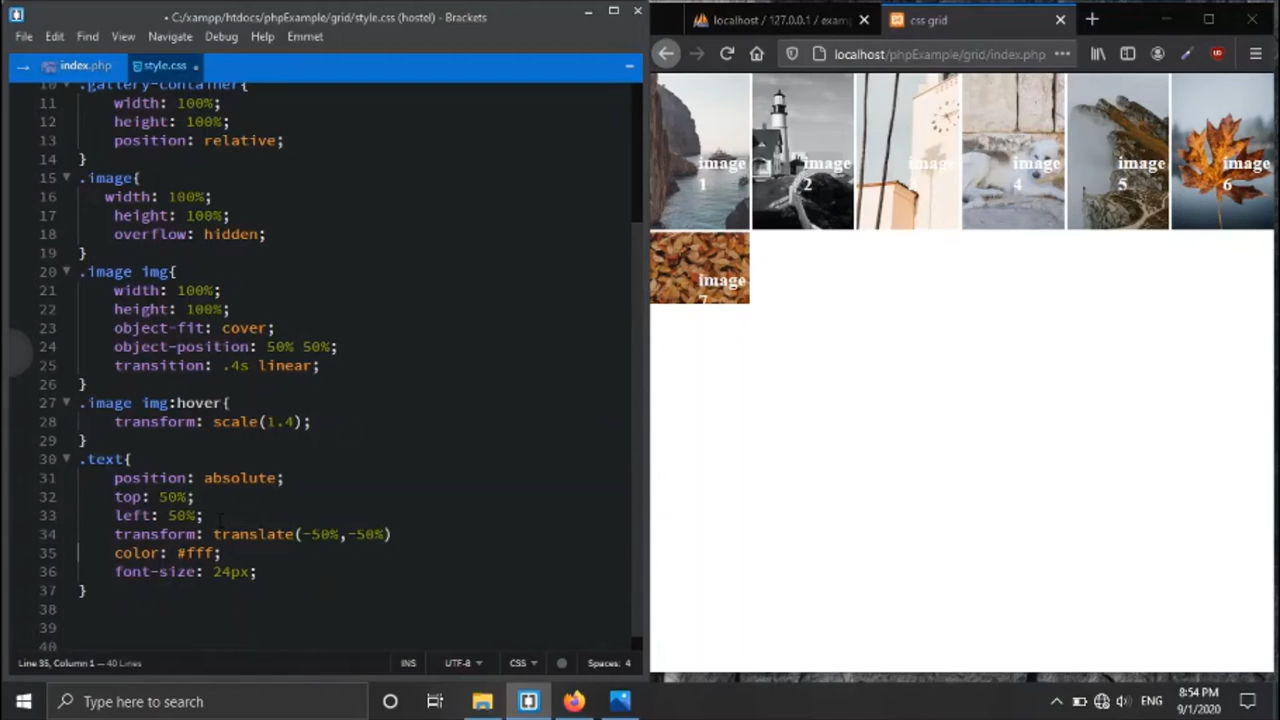 • C:/xampp/htdocs/phpExample/grid/style.css (hostel) - Brackets
File Edit Find View Navigate Debug Help Emmet
index.php style.css •
10 .gallery-container{
11 width: 100%;
12 height: 100%;
13 position: relative;
14 }
15 .image{
16 width: 100%;
17 height: 100%;
18 overflow: hidden;
19 }
20 .image img{
21 width: 100%;
22 height: 100%;
23 object-fit: cover;
24 object-position: 50% 50%;
25 transition: .4s linear;
26 }
27 .image img:hover{
28 transform: scale(1.4);
29 }
30 .text{
31 position: absolute;
32 top: 50%;
33 left: 50%;
34 transform: translate(-50%,-50%)
35 color: #fff;
36 font-size: 24px;
37 }
38
39
40
Line 35, Column 1 — 40 Lines
INS UTF-8 CSS Spaces: 4
localhost / 127.0.0.1 / exam
css grid
localhost/phpExample/grid/index.php
image
1
image
2
image
image
4
image
5
image
6
image
7
Type here to search
ENG
8:54 PM
9/1/2020